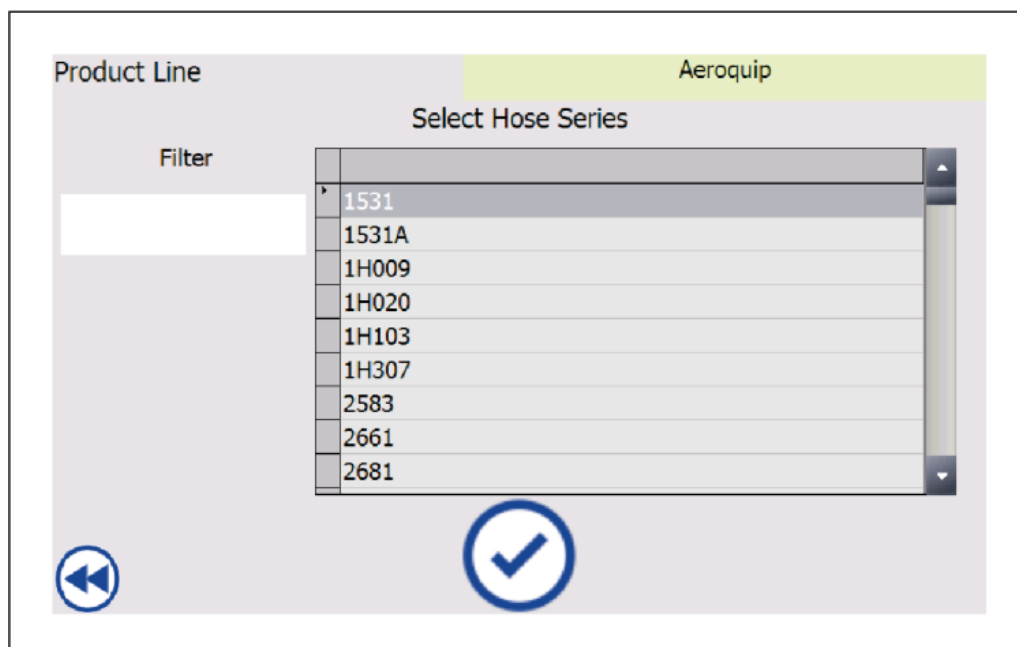 Product Line
Aeroquip
Select Hose Series
Filter
1531
1531A
1H009
1H020
1H103
1H307
2583
2661
2681